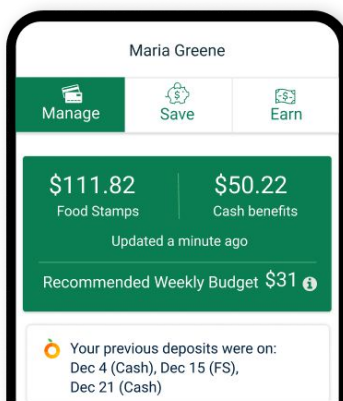 Maria Greene
Manage Save Earn
$111.82 $50.22
Food Stamps Cash benefits
Updated a minute ago
Recommended Weekly Budget $31
Your previous deposits were on:
Dec 4 (Cash), Dec 15 (FS),
Dec 21 (Cash)